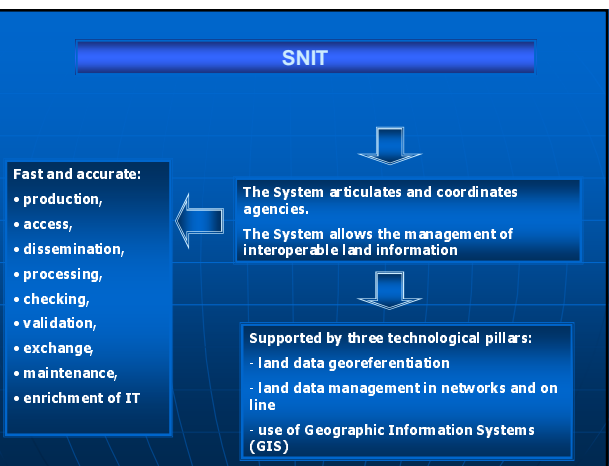 SNIT
Fast and accurate:
• production,
• access,
• dissemination,
• processing,
• checking,
• validation,
• exchange,
• maintenance,
• enrichment of IT
The System articulates and coordinates
agencies.
The System allows the management of
interoperable land information
Supported by three technological pillars:
- land data georeferentiation
- land data management in networks and on
line
- use of Geographic Information Systems
(GIS)